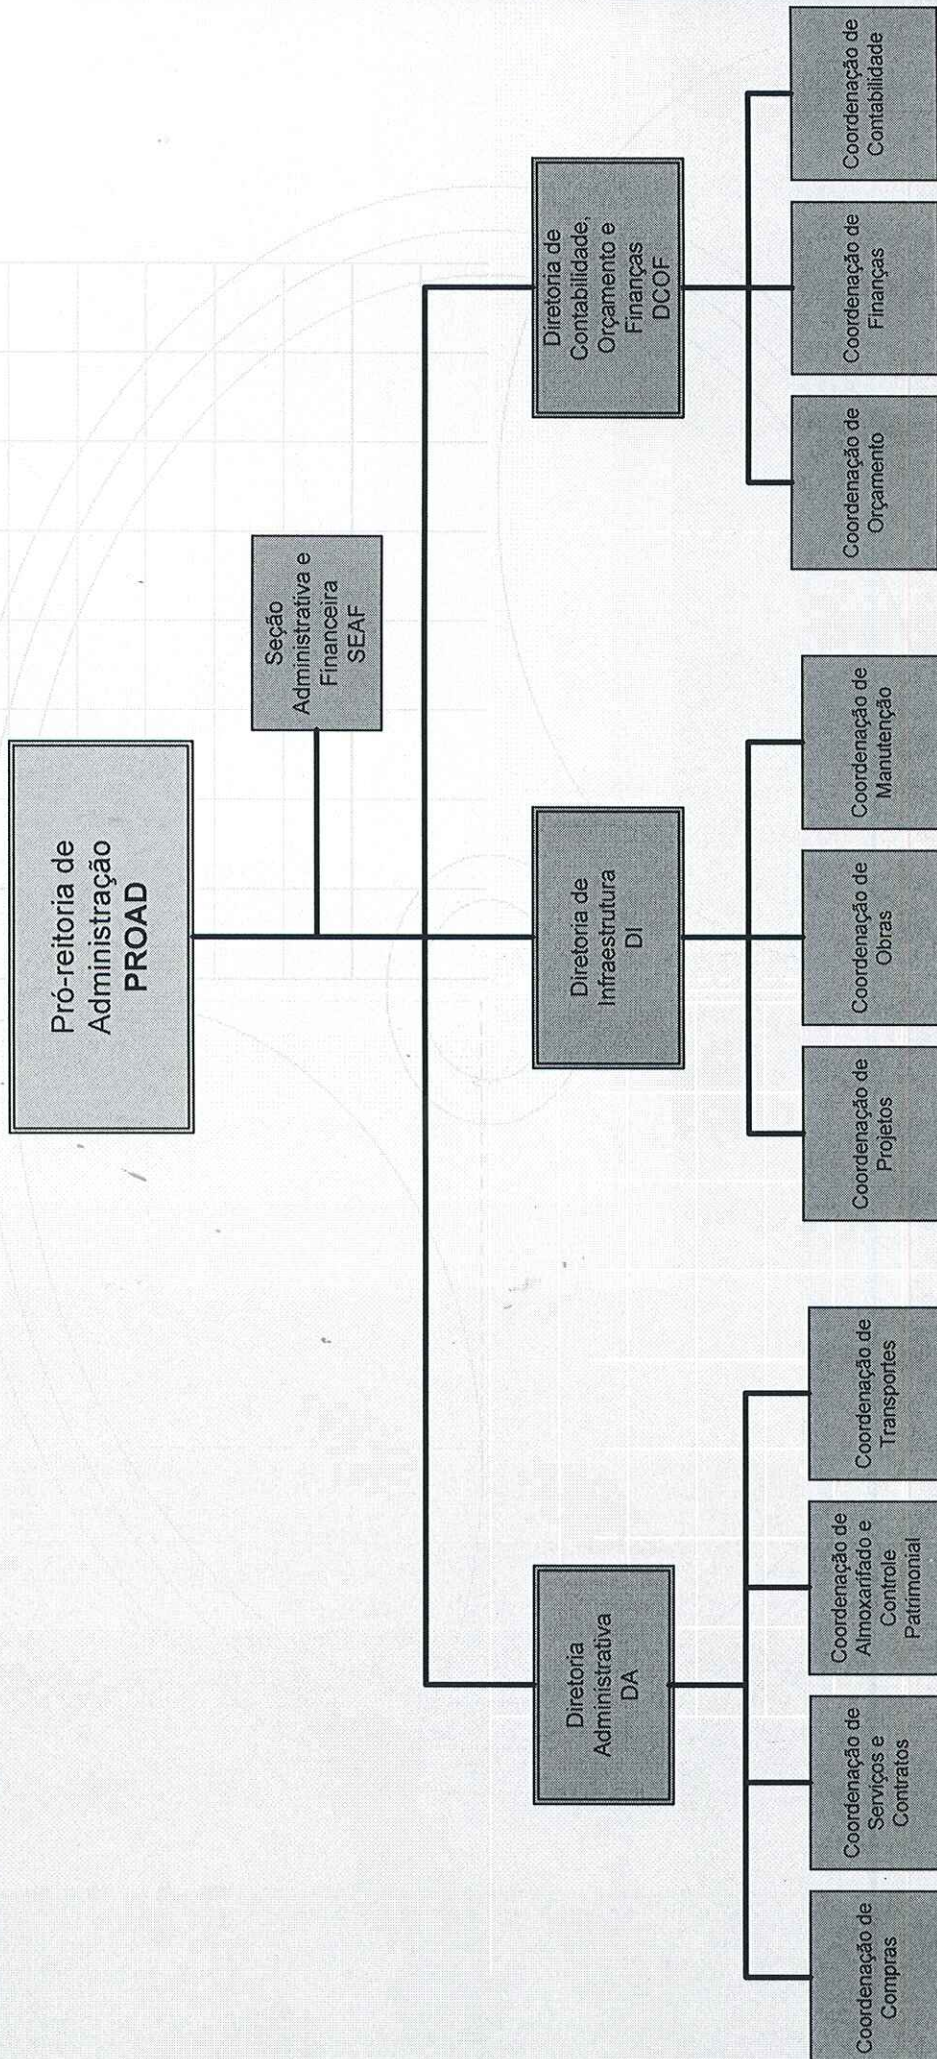 Pró-reitoria de
Administração
PROAD
Seção
Administrativa e
Financeira
SEAF
Diretoria
Administrativa
DA
Diretoria de
Infraestrutura
DI
Diretoria de
Contabilidade,
Orçamento e
Finanças
DCOF
Coordenação de
Compras
Coordenação de
Serviços e
Contratos
Coordenação de
Almoxarifado e
Controle
Patrimonial
Coordenação de
Transportes
Coordenação de
Projetos
Coordenação de
Obras
Coordenação de
Manutenção
Coordenação de
Orçamento
Coordenação de
Finanças
Coordenação de
Contabilidade